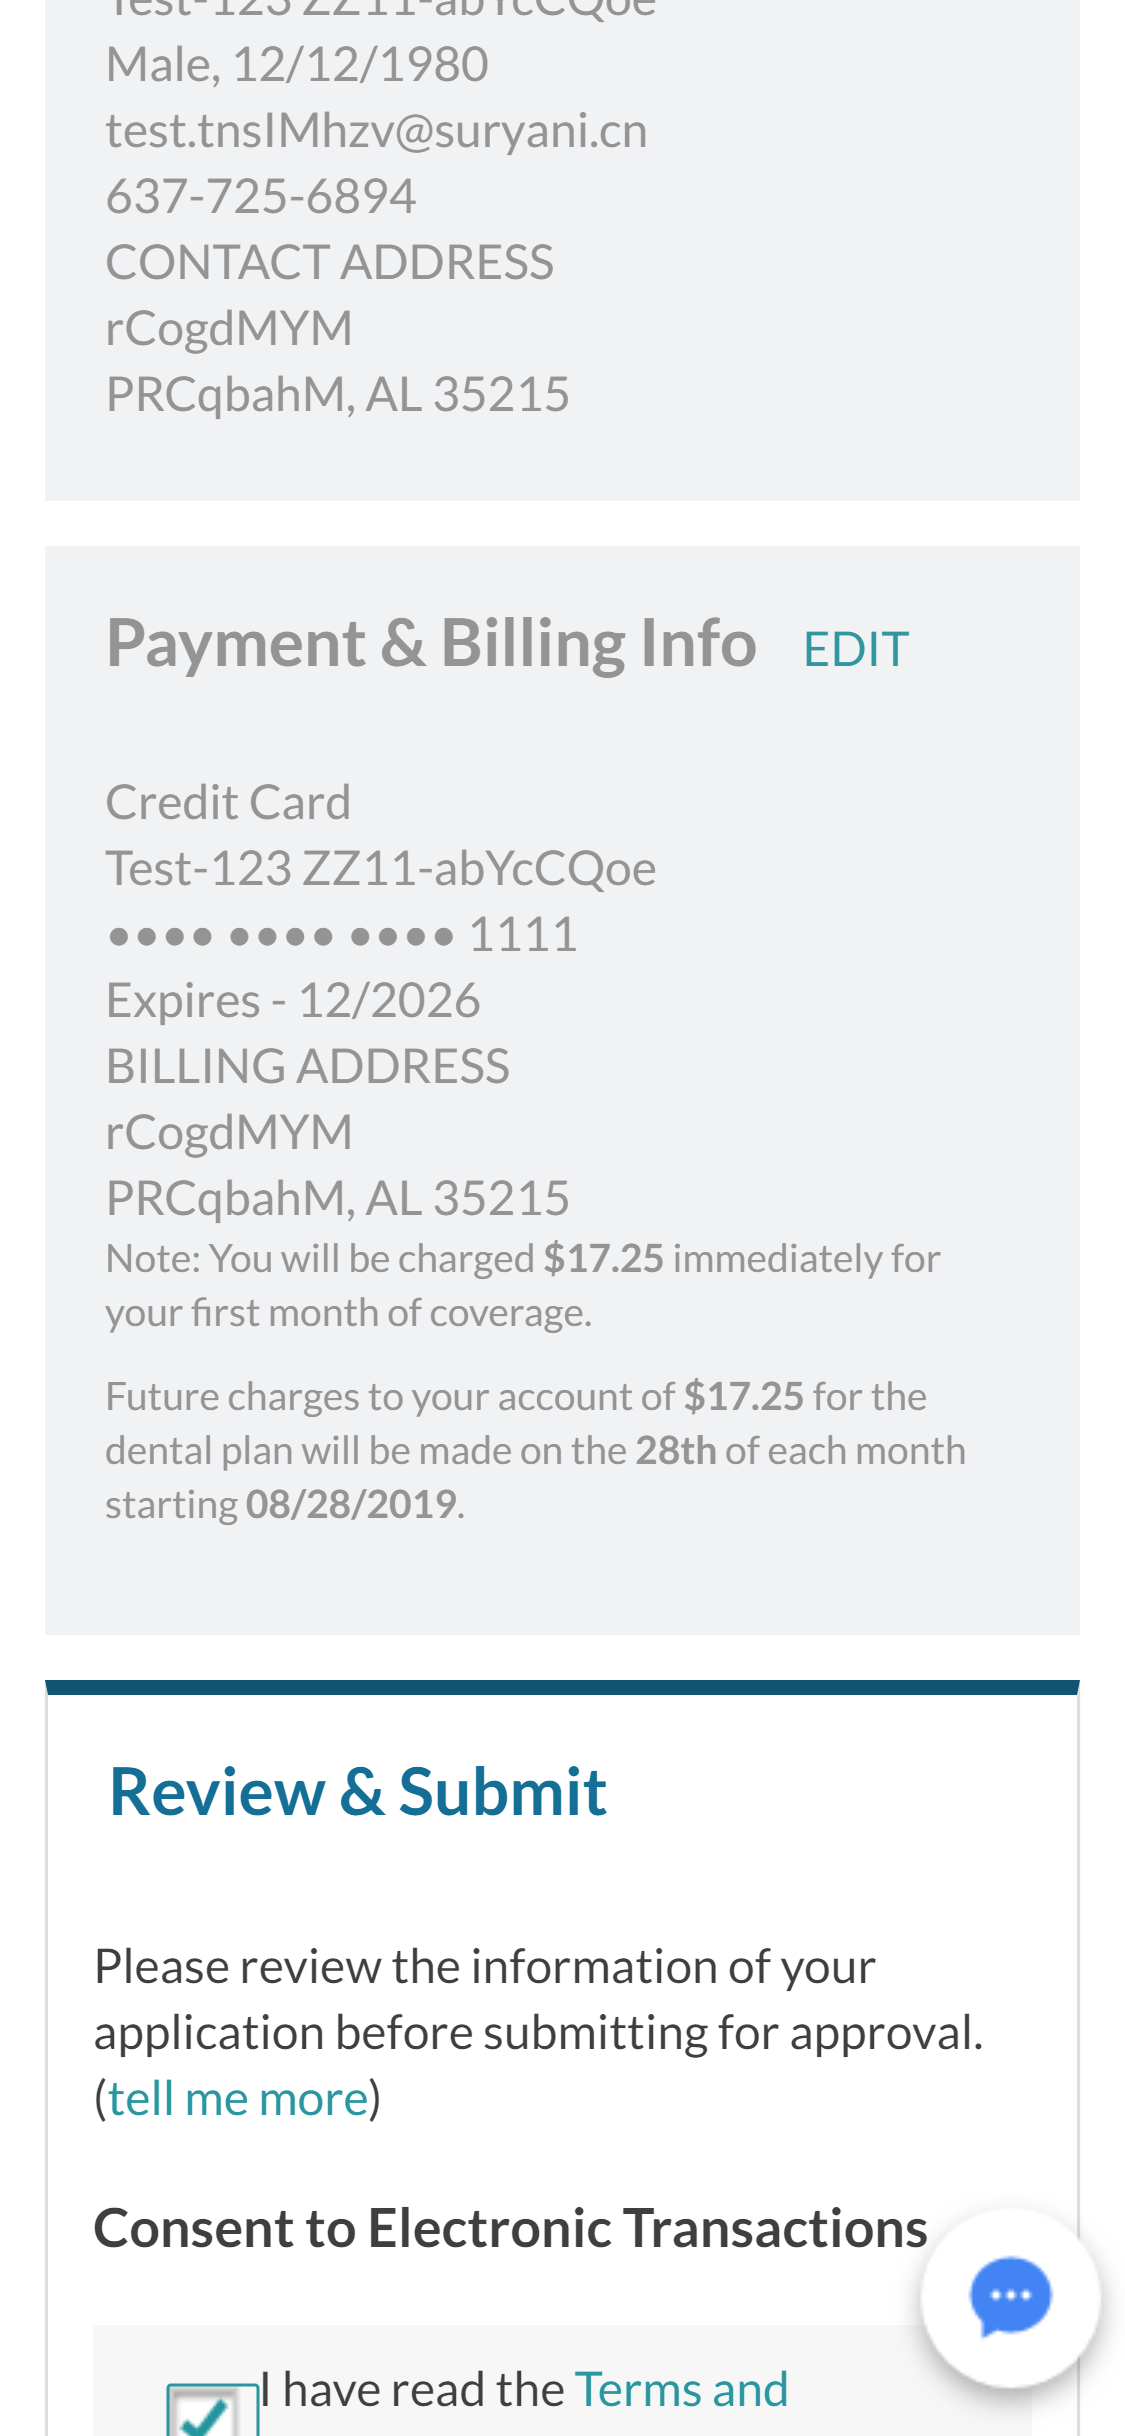 Test-123 ZZ11-abYcCQoe
Male, 12/12/1980
test.tnsIMhzv@suryani.cn
637-725-6894
CONTACT ADDRESS
rCogdMYM
PRCqbahM, AL 35215
Payment & Billing Info EDIT
Credit Card
Test-123 ZZ11-abYcCQoe
•••• •••• •••• 1111
Expires - 12/2026
BILLING ADDRESS
rCogdMYM
PRCqbahM, AL 35215
Note: You will be charged $17.25 immediately for
your first month of coverage.
Future charges to your account of $17.25 for the
dental plan will be made on the 28th of each month
starting 08/28/2019.
Review & Submit
Please review the information of your
application before submitting for approval.
(tell me more)
Consent to Electronic Transactions
I have read the Terms and